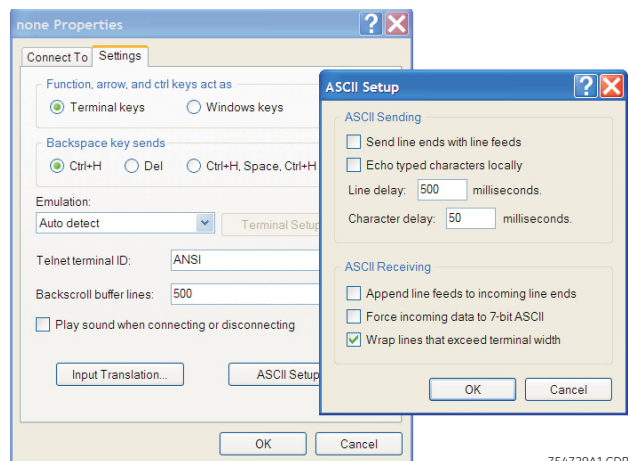 none Properties
Connect To
Settings
Function, arrow, and ctrl keys act as
Terminal keys
Windows keys
Backspace key sends
Ctrl+H
Del
Ctrl+H, Space, Ctrl+H
Emulation:
Auto detect
Terminal Setup
Telnet terminal ID:
ANSI
Backscroll buffer lines:
500
Play sound when connecting or disconnecting
Input Translation...
ASCII Setup
OK
Cancel
ASCII Setup
ASCII Sending
Send line ends with line feeds
Echo typed characters locally
Line delay:
500
milliseconds.
Character delay:
50
milliseconds.
ASCII Receiving
Append line feeds to incoming line ends
Force incoming data to 7-bit ASCII
Wrap lines that exceed terminal width
OK
Cancel